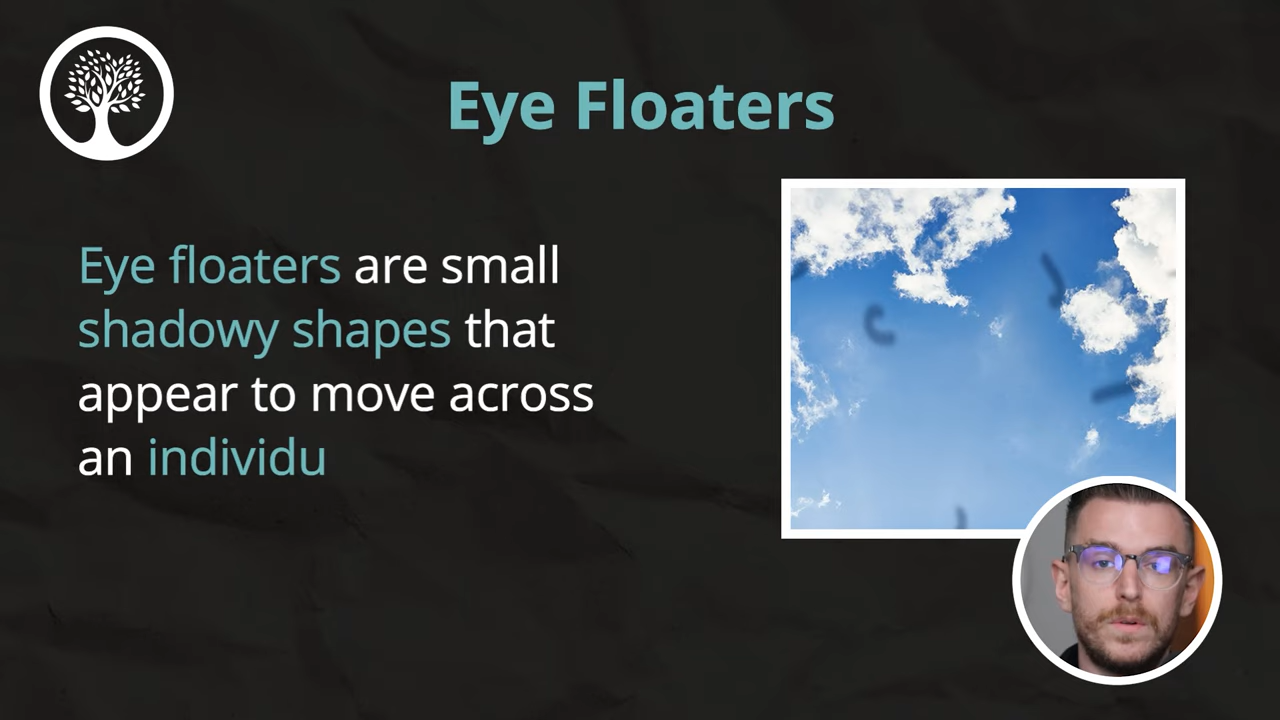 Eye Floaters
Eye floaters are small
shadowy shapes that
appear to move across
an individu